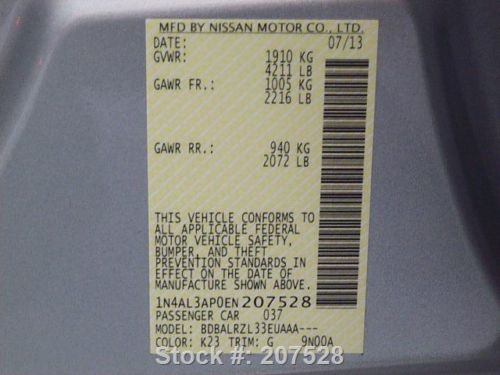 MFD BY NISSAN MOTOR CO., LTD.
DATE: 07/13
GVWR: 1910 KG
4211 LB
GAWR FR.: 1005 KG
2216 LB
GAWR RR.: 940 KG
2072 LB
THIS VEHICLE CONFORMS TO
ALL APPLICABLE FEDERAL
MOTOR VEHICLE SAFETY,
BUMPER, AND THEFT
PREVENTION STANDARDS IN
EFFECT ON THE DATE OF
MANUFACTURE SHOWN ABOVE.
1N4AL3AP0EN207528
PASSENGER CAR 037
MODEL: BDBALRZL33EUAAA---
COLOR: K23 TRIM: G 9N00A
Stock #: 207528